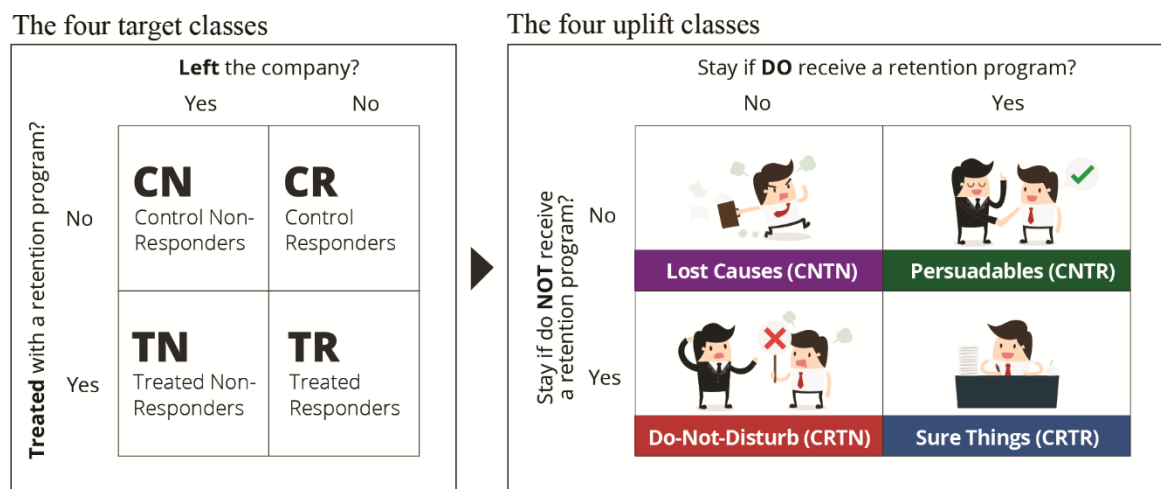 The four target classes
Left the company?
Yes
No
Treated with a retention program?
No
CN
Control Non-
Responders
CR
Control
Responders
Yes
TN
Treated Non-
Responders
TR
Treated
Responders
The four uplift classes
Stay if DO receive a retention program?
No
Yes
Stay if do NOT receive
a retention program?
No
Lost Causes (CNTN)
Persuadables (CNTR)
Yes
Do-Not-Disturb (CRTN)
Sure Things (CRTR)